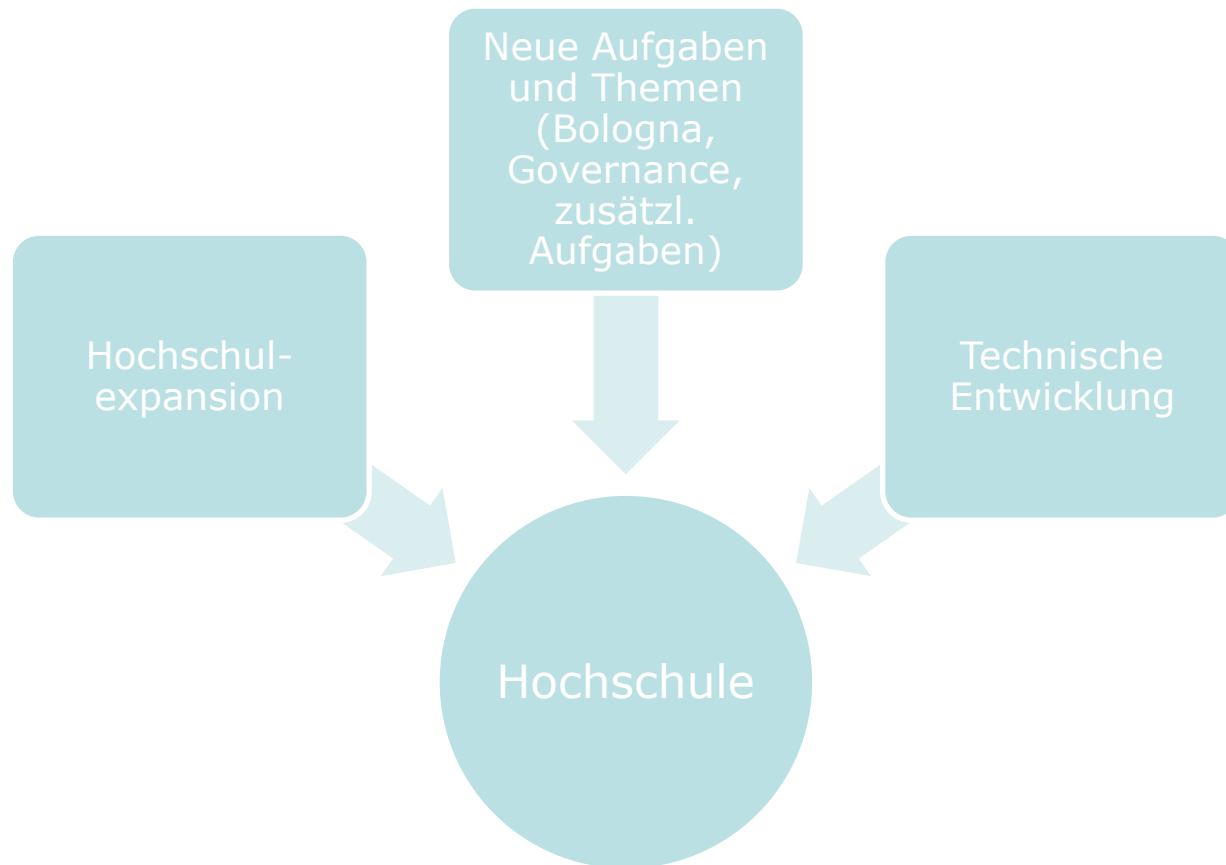 Neue Aufgaben
und Themen
(Bologna,
Governance,
zusätzl.
Aufgaben)
Hochschul-
expansion
Technische
Entwicklung
Hochschule